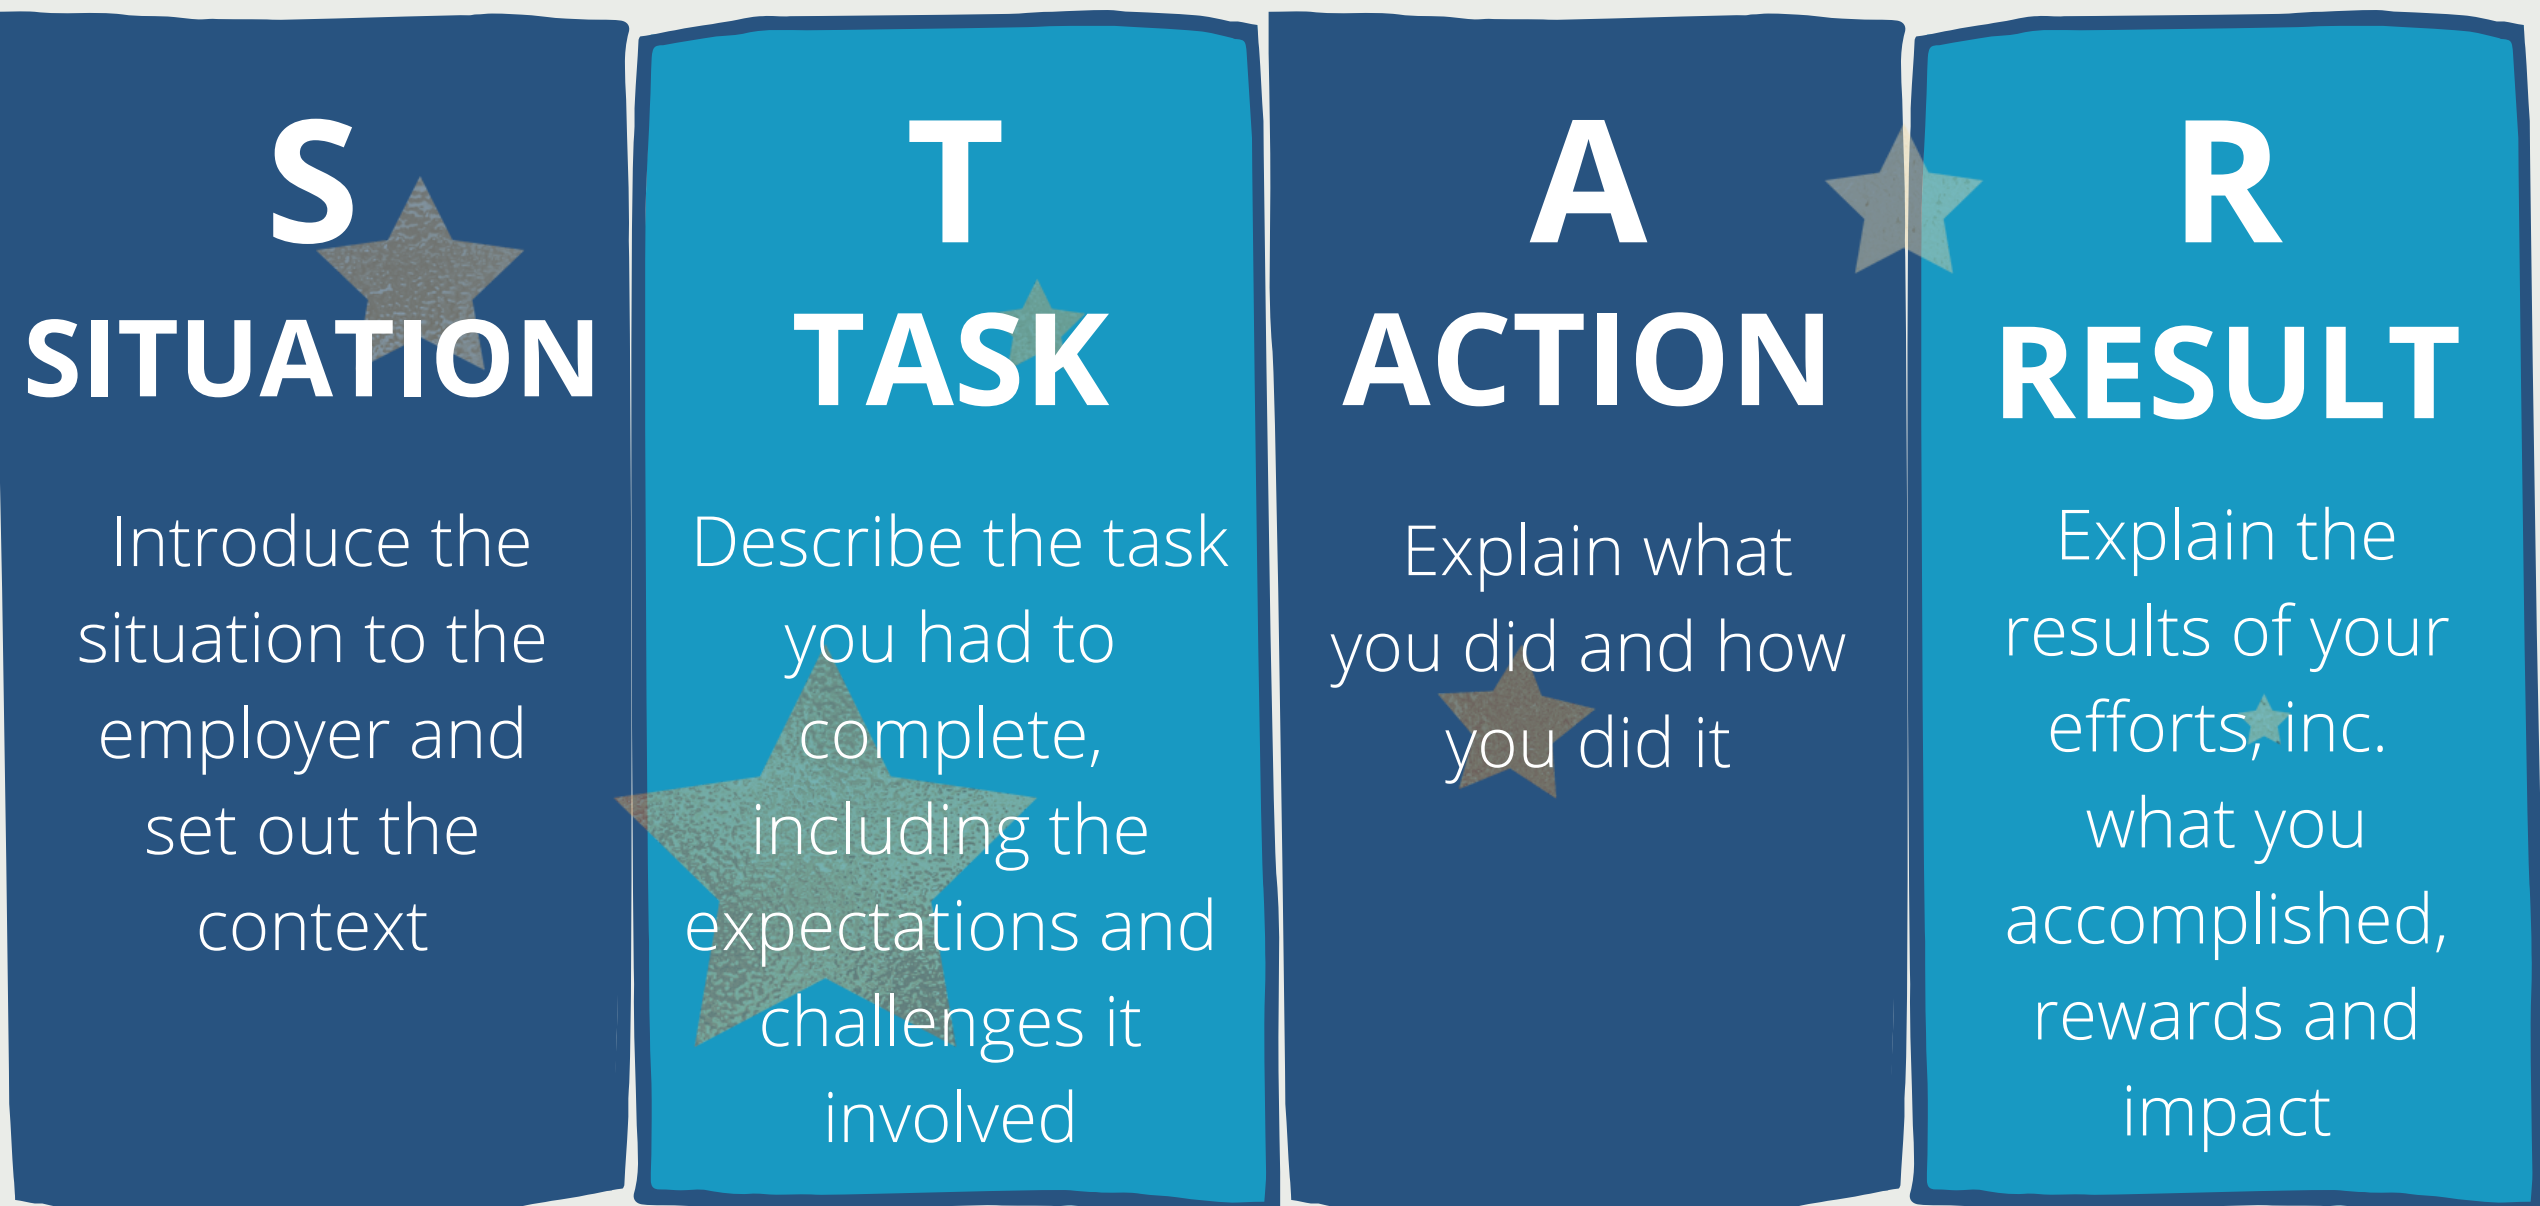 S
SITUATION
Introduce the
situation to the
employer and
set out the
context
T
TASK
Describe the task
you had to
complete,
including the
expectations and
challenges it
involved
A
ACTION
Explain what
you did and how
you did it
R
RESULT
Explain the
results of your
efforts, inc.
what you
accomplished,
rewards and
impact